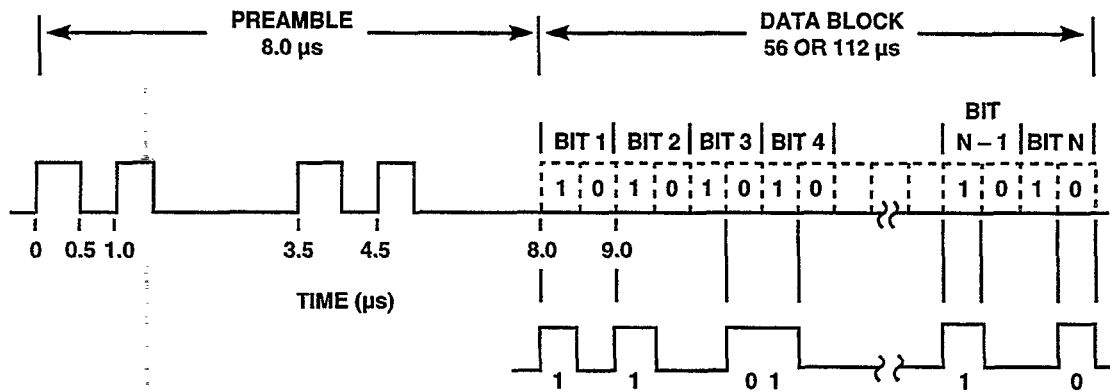 PREAMBLE
8.0 µs
DATA BLOCK
56 OR 112 µs
BIT 1 BIT 2 BIT 3 BIT 4 BIT N – 1 BIT N
1 0 1 0 1 0 1 0 1 0 1 0
0 0.5 1.0 3.5 4.5 8.0 9.0
TIME (µs)
1 1 0 1 1 0